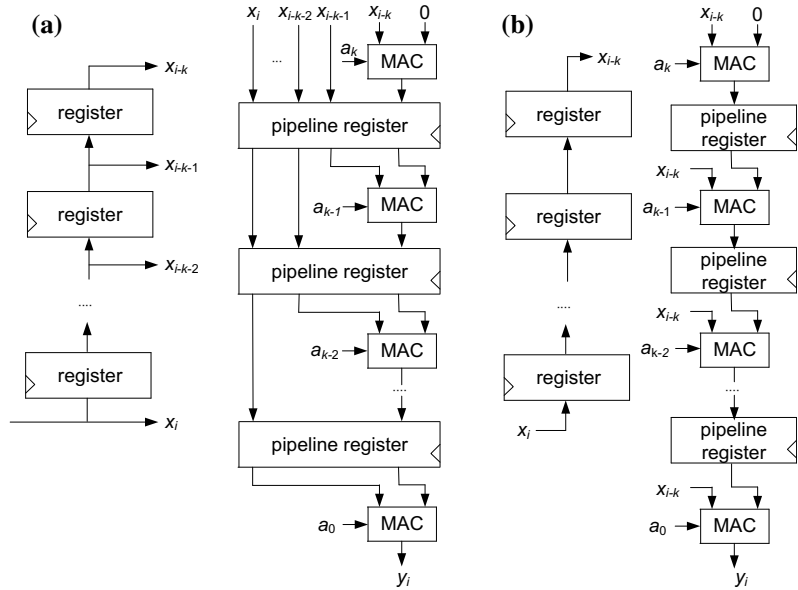 (a)
x_{i-k}
register
x_{i-k-1}
register
x_{i-k-2}
....
register
x_i
x_i x_{i-k-2} x_{i-k-1} x_{i-k} 0
...
a_k MAC
pipeline register
a_{k-1} MAC
pipeline register
a_{k-2} MAC
....
pipeline register
a_0 MAC
y_i
(b)
x_{i-k}
register
register
....
register
x_i
x_{i-k} 0
a_k MAC
pipeline
register
x_{i-k}
a_{k-1} MAC
pipeline
register
x_{i-k}
a_{k-2} MAC
....
pipeline
register
x_{i-k}
a_0 MAC
y_i